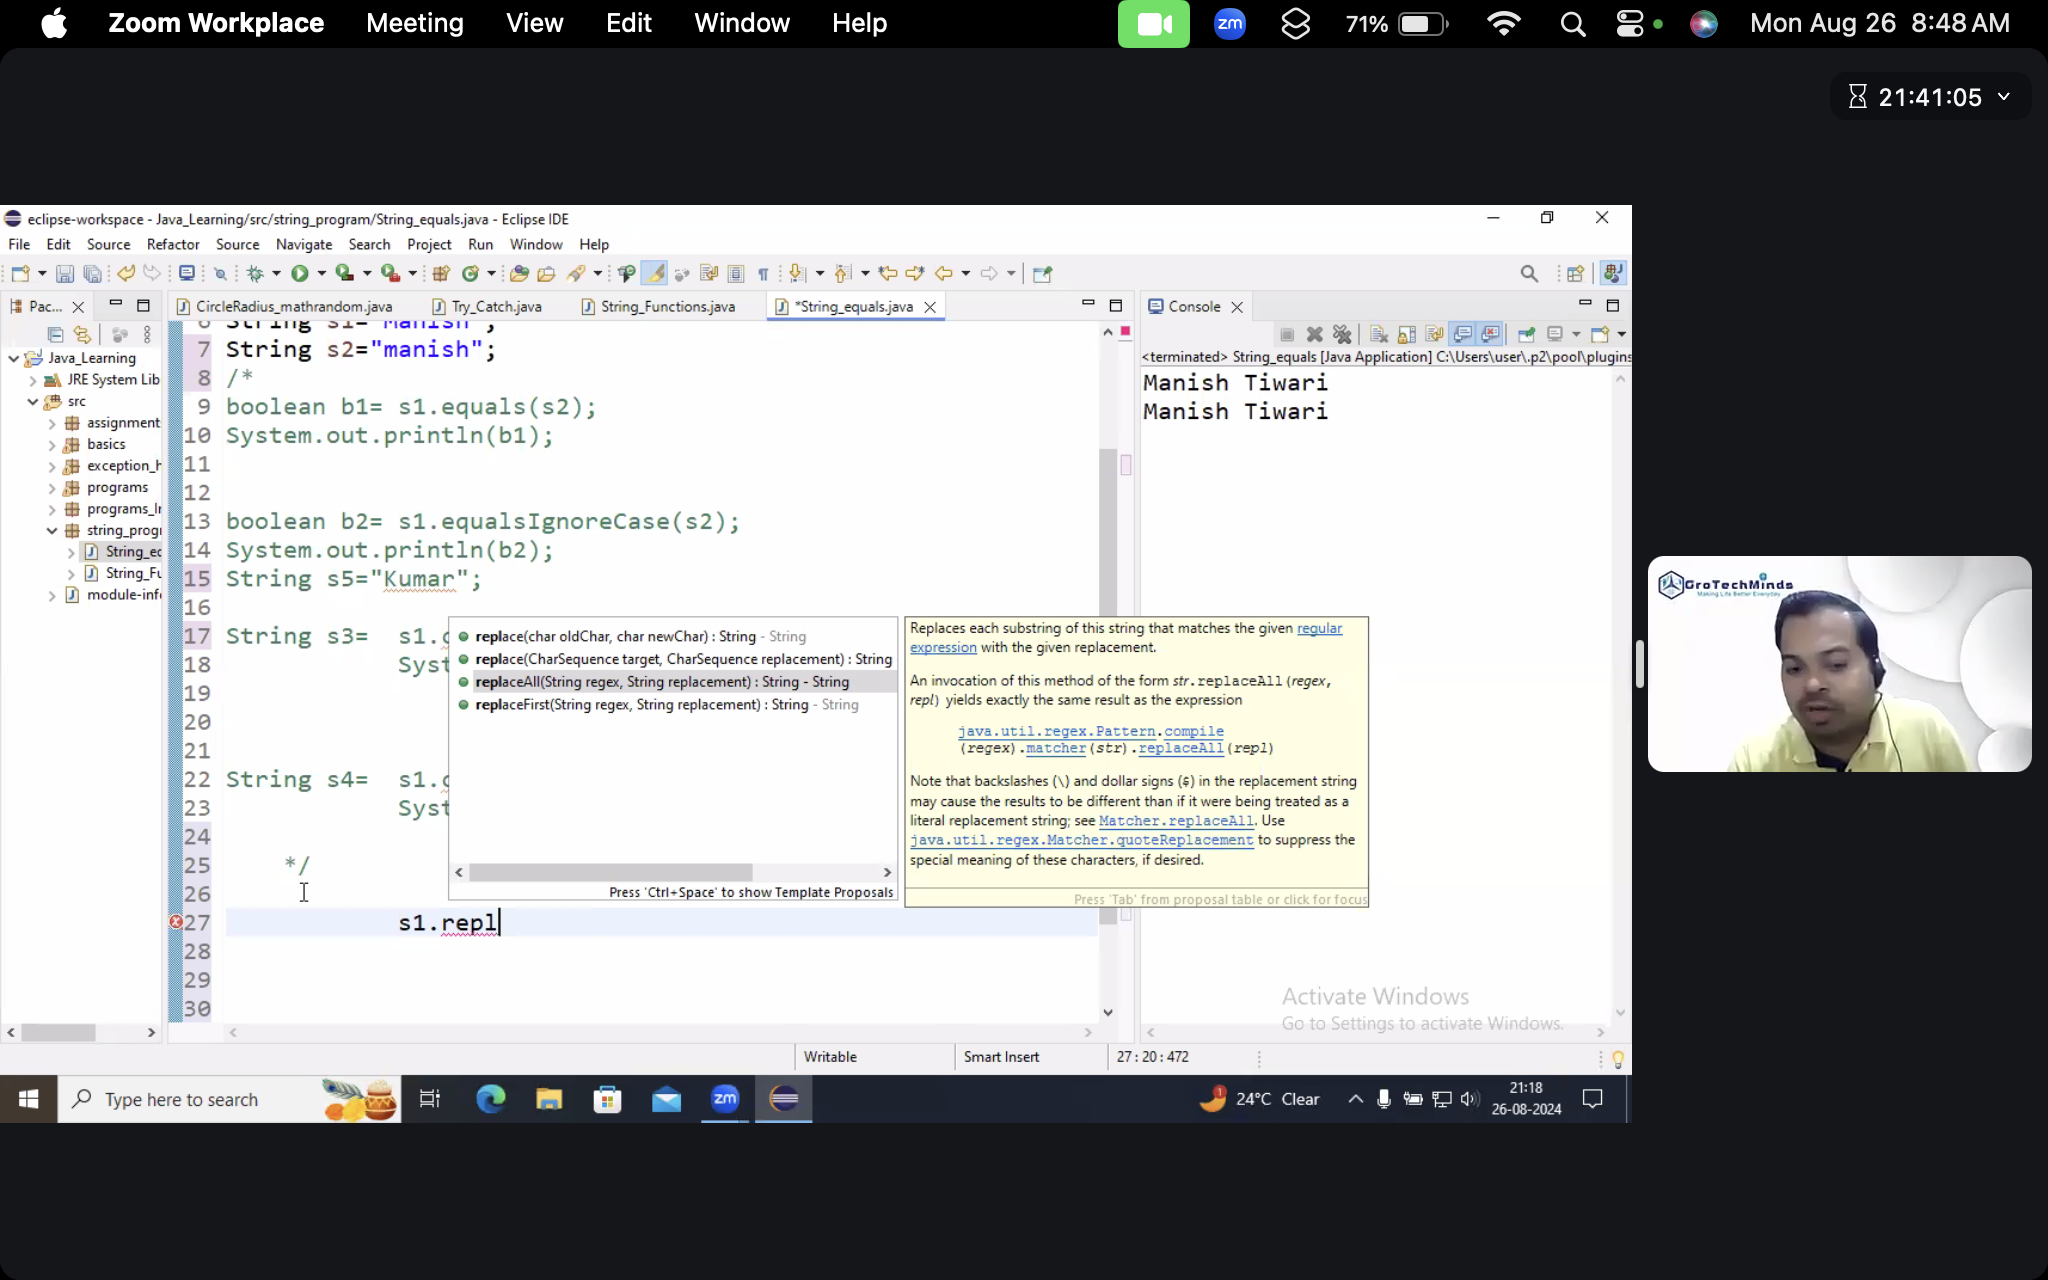 Zoom Workplace Meeting View Edit Window Help zm 71% Mon Aug 26 8:48 AM
21:41:05
eclipse-workspace - Java_Learning/src/string_program/String_equals.java - Eclipse IDE
File Edit Source Refactor Source Navigate Search Project Run Window Help
Pac... CircleRadius_mathrandom.java Try_Catch.java String_Functions.java *String_equals.java Console
<terminated> String_equals [Java Application] C:\Users\user\.p2\pool\plugins
Java_Learning
JRE System Lib
src
assignment
basics
exception_h
programs
programs_Ir
string_progr
String_ec
String_Fu
module-info
6 String s1="Manish";
7 String s2="manish";
8 /*
9 boolean b1= s1.equals(s2);
10 System.out.println(b1);
11
12
13 boolean b2= s1.equalsIgnoreCase(s2);
14 System.out.println(b2);
15 String s5="Kumar";
16
17 String s3= s1.c
18 Syst
19
20
21
22 String s4= s1.c
23 Syst
24
25 */
26
27 s1.repl
28
29
30
replace(char oldChar, char newChar) : String - String
replace(CharSequence target, CharSequence replacement) : String
replaceAll(String regex, String replacement) : String - String
replaceFirst(String regex, String replacement) : String - String
Press 'Ctrl+Space' to show Template Proposals
Replaces each substring of this string that matches the given regular
expression with the given replacement.
An invocation of this method of the form str.replaceAll(regex,
repl) yields exactly the same result as the expression
java.util.regex.Pattern.compile
(regex).matcher(str).replaceAll(repl)
Note that backslashes (\) and dollar signs ($) in the replacement string
may cause the results to be different than if it were being treated as a
literal replacement string; see Matcher.replaceAll. Use
java.util.regex.Matcher.quoteReplacement to suppress the
special meaning of these characters, if desired.
Press 'Tab' from proposal table or click for focus
Manish Tiwari
Manish Tiwari
GroTechMinds
Making Life Better Everyday
Activate Windows
Go to Settings to activate Windows.
Writable Smart Insert 27 : 20 : 472
Type here to search zm 1 24°C Clear 21:18
26-08-2024